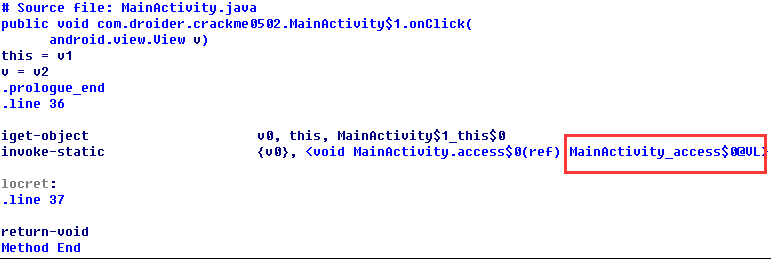 # Source file: MainActivity.java
public void com.droider.crackme0502.MainActivity$1.onClick(
android.view.View v)
this = v1
v = v2
.prologue_end
.line 36
iget-object v0, this, MainActivity$1_this$0
invoke-static {v0}, <void MainActivity.access$0(ref) MainActivity_access$0@VL>
locret:
.line 37
return-void
Method End